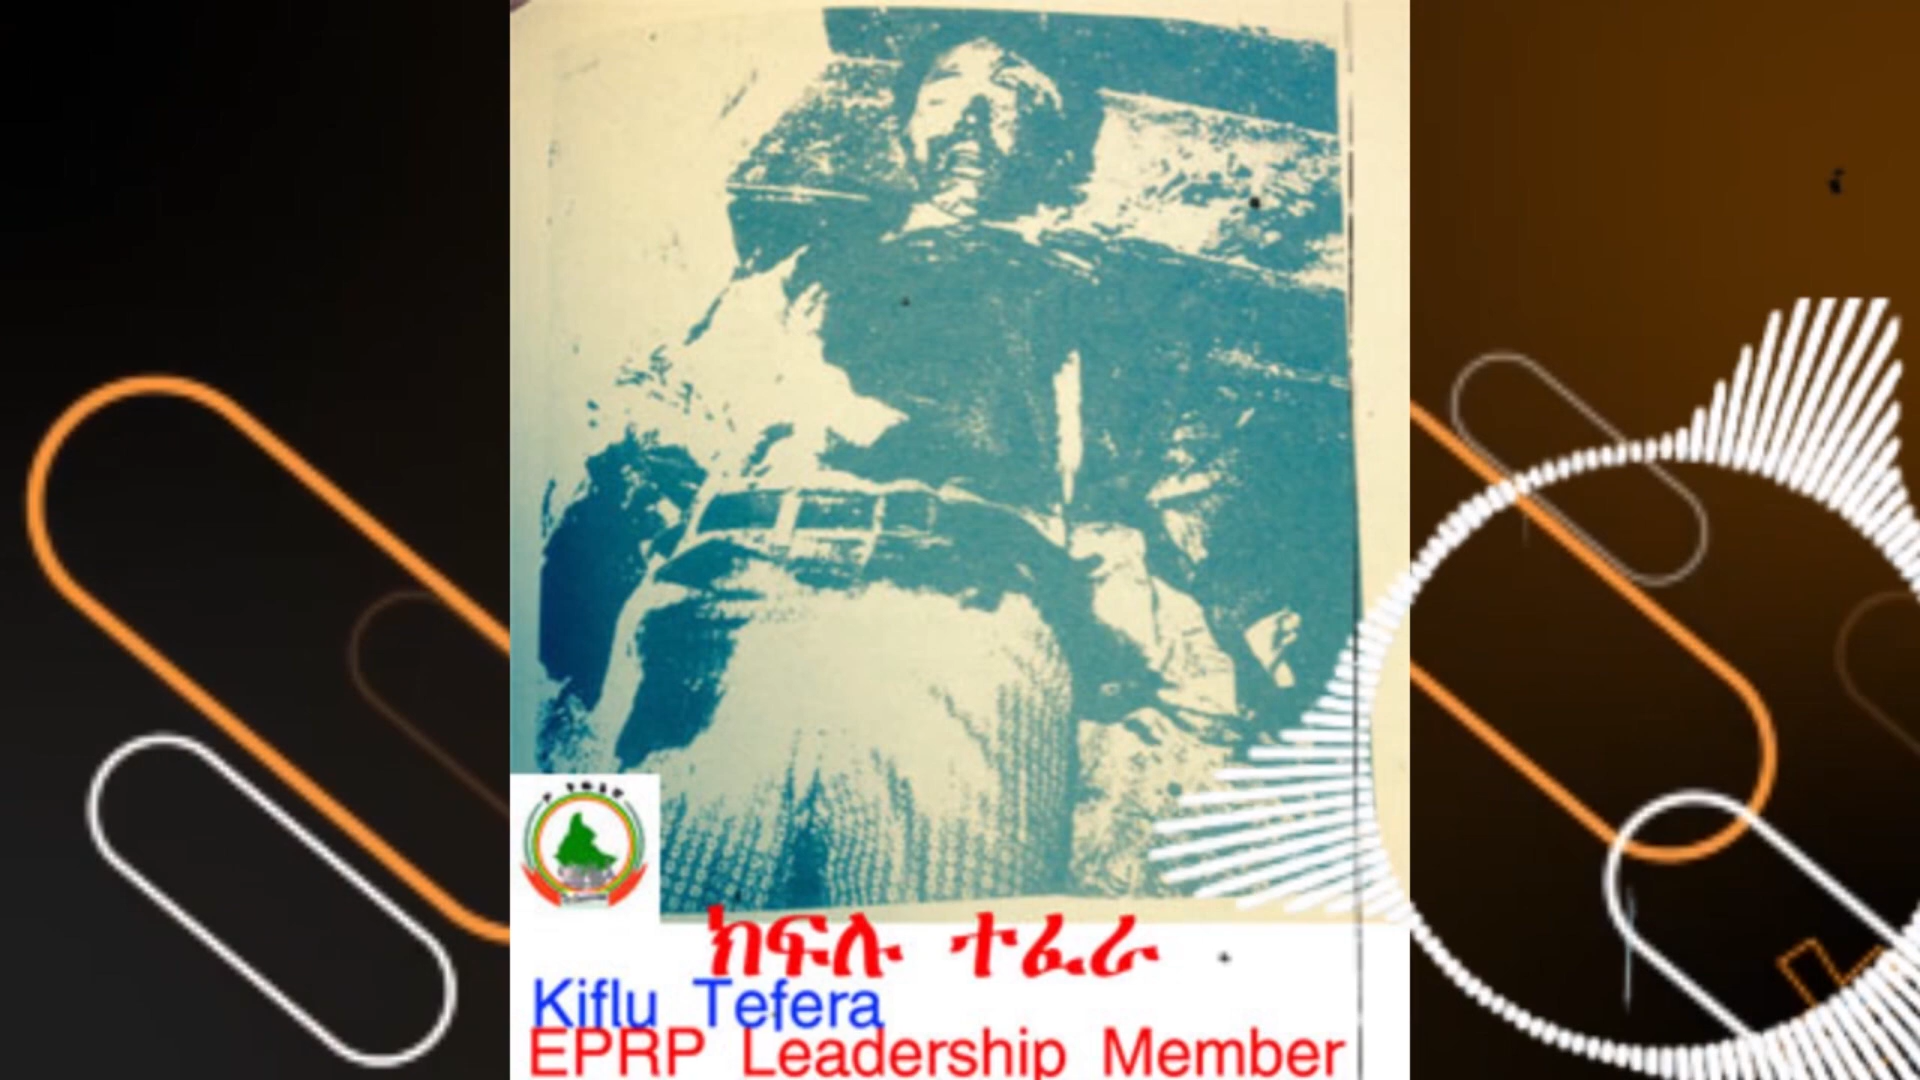 ክፍሉ ተፈራ
Kiflu Tefera
EPRP Leadership Member